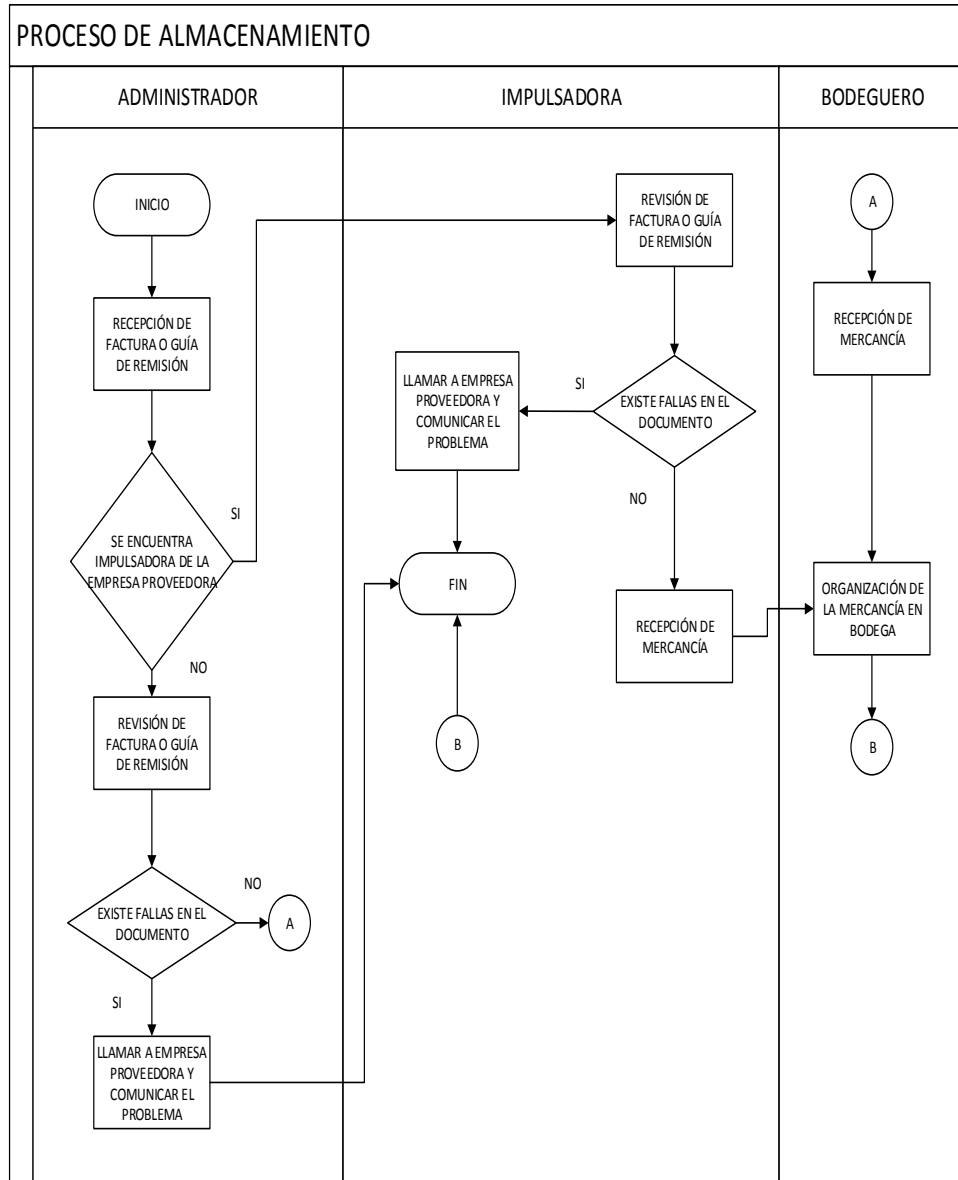 PROCESO DE ALMACENAMIENTO
ADMINISTRADOR
IMPULSADORA
BODEGUERO
INICIO
RECEPCIÓN DE
FACTURA O GUÍA
DE REMISIÓN
SE ENCUENTRA
IMPULSADORA DE LA
EMPRESA PROVEEDORA
SI
NO
REVISIÓN DE
FACTURA O GUÍA
DE REMISIÓN
EXISTE FALLAS EN EL
DOCUMENTO
NO
A
SI
LLAMAR A EMPRESA
PROVEEDORA Y
COMUNICAR EL
PROBLEMA
REVISIÓN DE
FACTURA O GUÍA
DE REMISIÓN
EXISTE FALLAS EN EL
DOCUMENTO
SI
LLAMAR A EMPRESA
PROVEEDORA Y
COMUNICAR EL
PROBLEMA
NO
FIN
RECEPCIÓN DE
MERCANCÍA
B
A
RECEPCIÓN DE
MERCANCÍA
ORGANIZACIÓN DE
LA MERCANCÍA EN
BODEGA
B